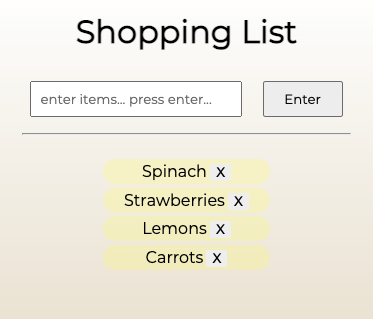 Shopping List
enter items... press enter... Enter
Spinach x
Strawberries x
Lemons x
Carrots x